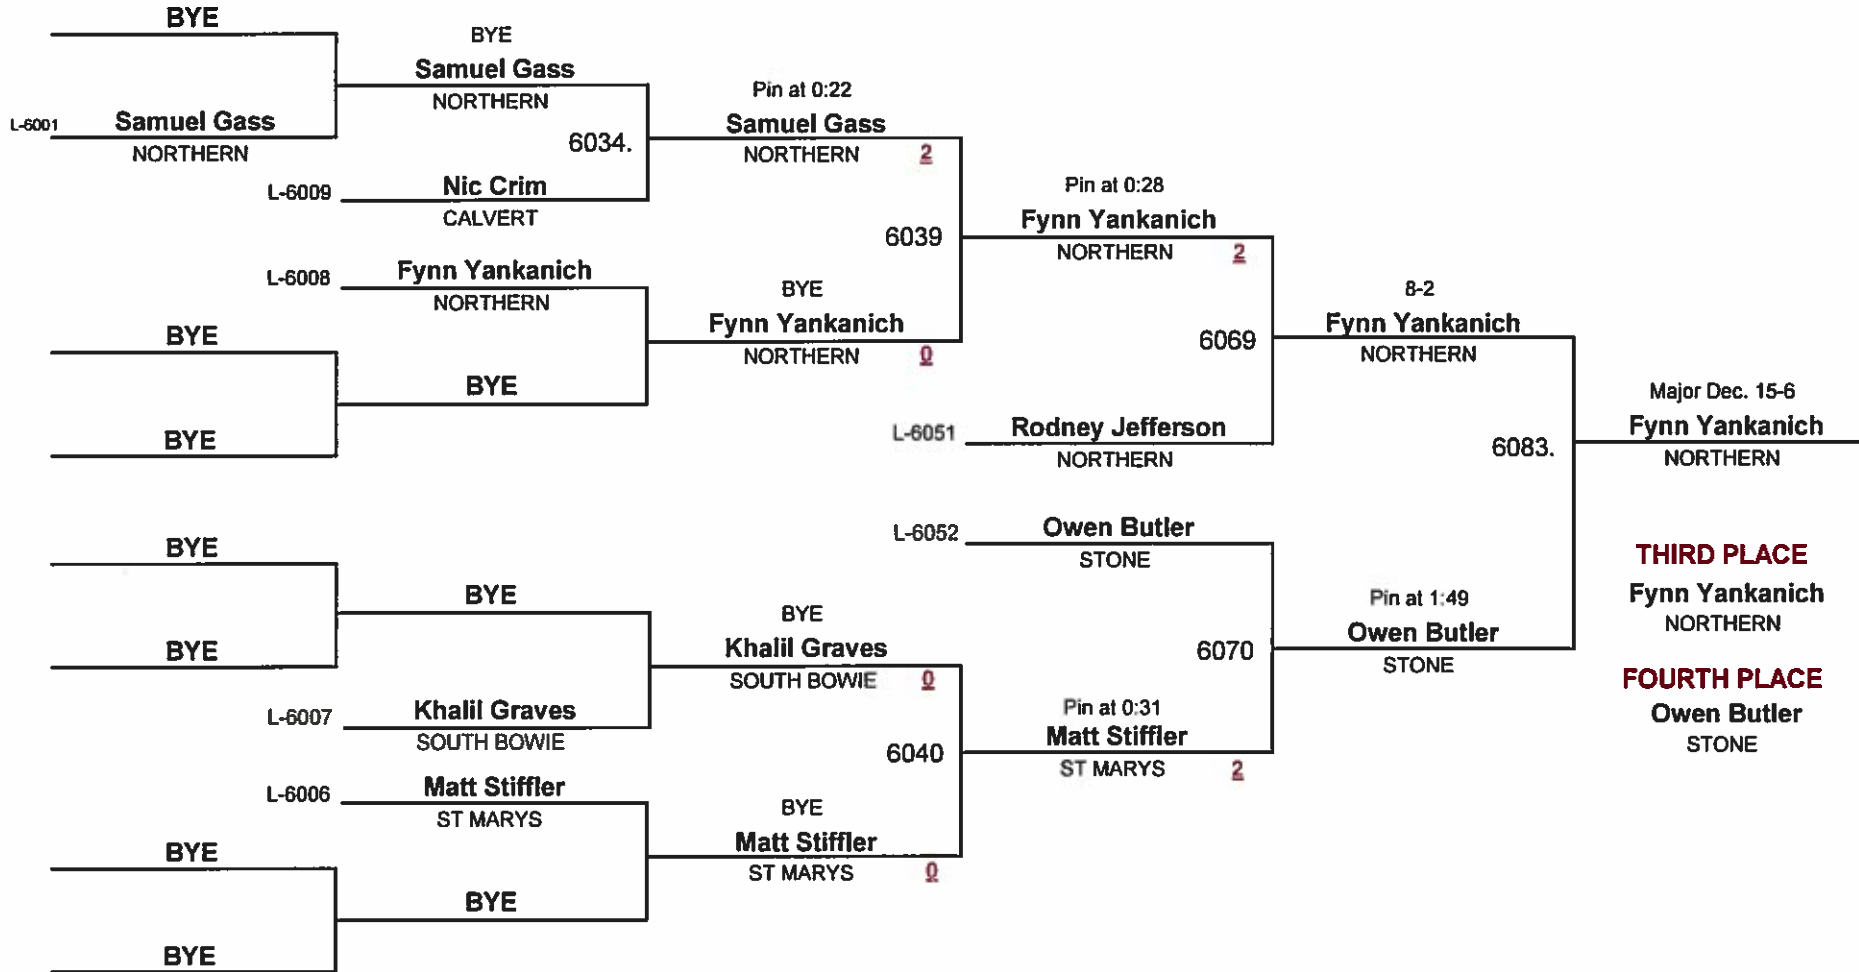 BYE
BYE
Samuel Gass
NORTHERN
L-6001 Samuel Gass
NORTHERN
6034.
Pin at 0:22
Samuel Gass
NORTHERN 2
L-6009 Nic Crim
CALVERT
Pin at 0:28
Fynn Yankanich
NORTHERN 2
6039
L-6008 Fynn Yankanich
NORTHERN
BYE
Fynn Yankanich
NORTHERN 0
8-2
Fynn Yankanich
NORTHERN
BYE
6069
BYE
Major Dec. 15-6
Fynn Yankanich
NORTHERN
BYE
L-6051 Rodney Jefferson
NORTHERN
6083.
L-6052 Owen Butler
STONE
BYE
THIRD PLACE
Fynn Yankanich
NORTHERN
BYE
BYE
Khalil Graves
SOUTH BOWIE 0
Pin at 1:49
Owen Butler
STONE
BYE
6070
FOURTH PLACE
Owen Butler
STONE
L-6007 Khalil Graves
SOUTH BOWIE
Pin at 0:31
Matt Stiffler
ST MARYS 2
6040
L-6006 Matt Stiffler
ST MARYS
BYE
Matt Stiffler
ST MARYS 0
BYE
BYE
BYE